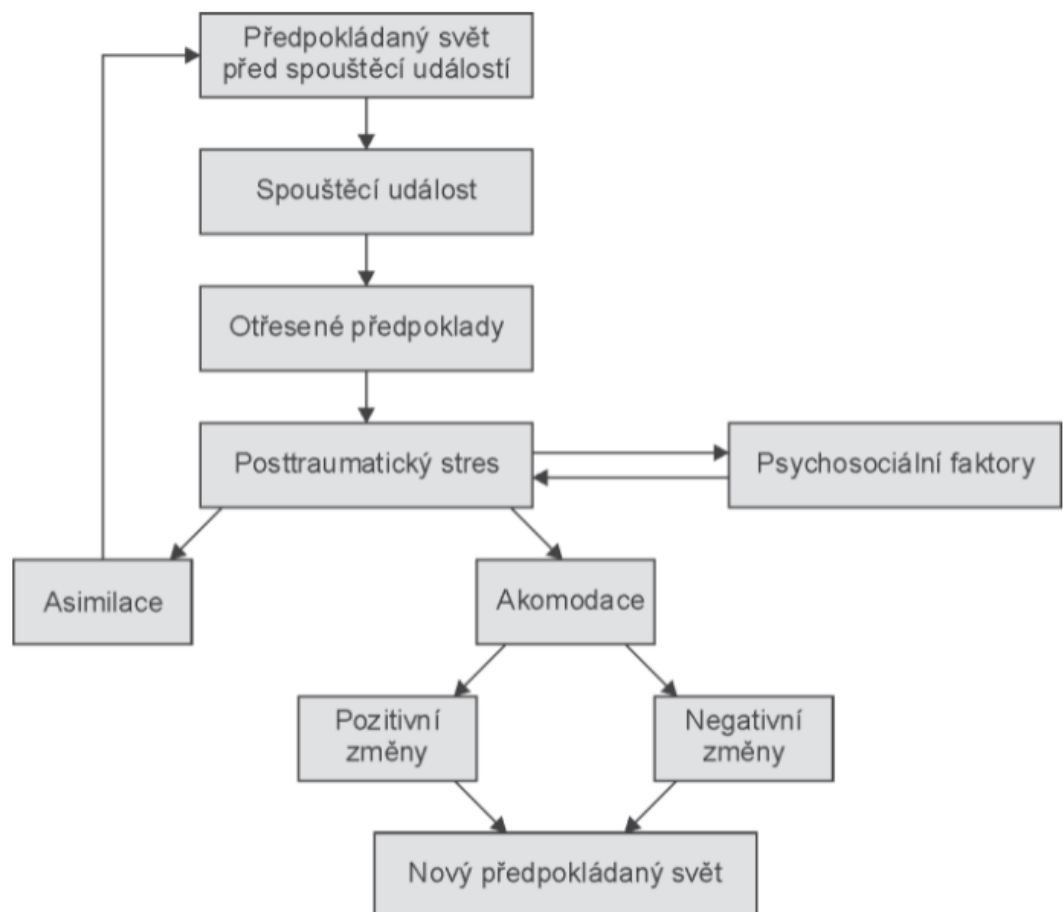 Předpokládaný svět
před spouštěcí událostí
Spouštěcí událost
Otřesené předpoklady
Posttraumatický stres
Psychosociální faktory
Asimilace
Akomodace
Pozitivní
změny
Negativní
změny
Nový předpokládaný svět